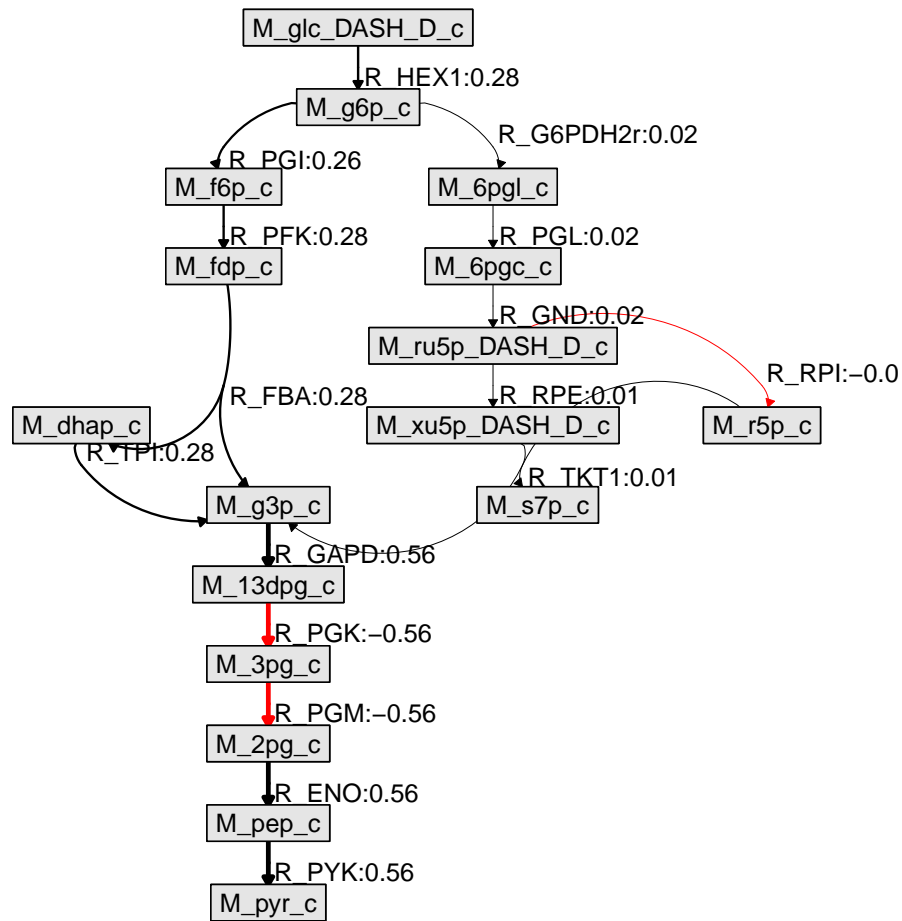 M_glc_DASH_D_c
R_HEX1:0.28
M_g6p_c
R_G6PDH2r:0.02
R_PGI:0.26
M_f6p_c
M_6pgl_c
R_PFK:0.28
R_PGL:0.02
M_fdp_c
M_6pgc_c
R_GND:0.02
M_ru5p_DASH_D_c
R_RPI:−0.0
R_FBA:0.28
R_RPE:0.01
M_dhap_c
M_xu5p_DASH_D_c
M_r5p_c
R_TPI:0.28
R_TKT1:0.01
M_g3p_c
M_s7p_c
R_GAPD:0.56
M_13dpg_c
R_PGK:−0.56
M_3pg_c
R_PGM:−0.56
M_2pg_c
R_ENO:0.56
M_pep_c
R_PYK:0.56
M_pyr_c